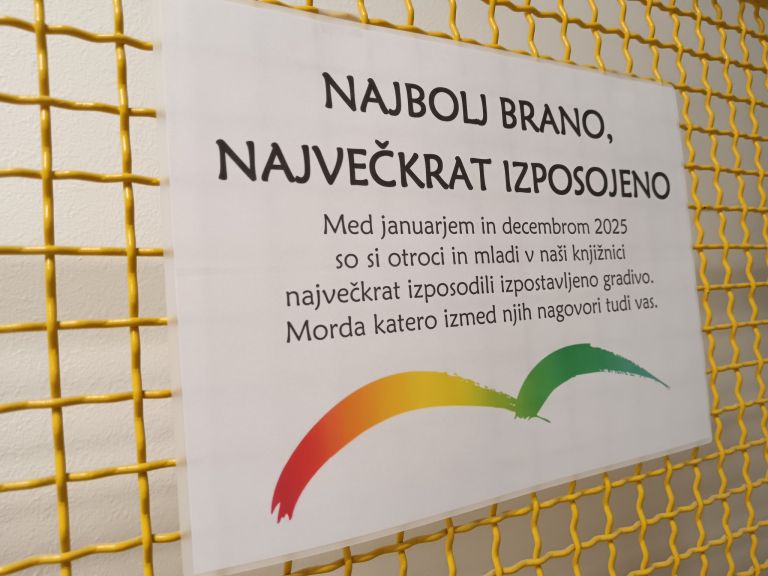 NAJBOLJ BRANO,
NAJVEČKRAT IZPOSOJENO
Med januarjem in decembrom 2025
so si otroci in mladi v naši knjižnici
največkrat izposodili izpostavljeno gradivo.
Morda katero izmed njih nagovori tudi vas.